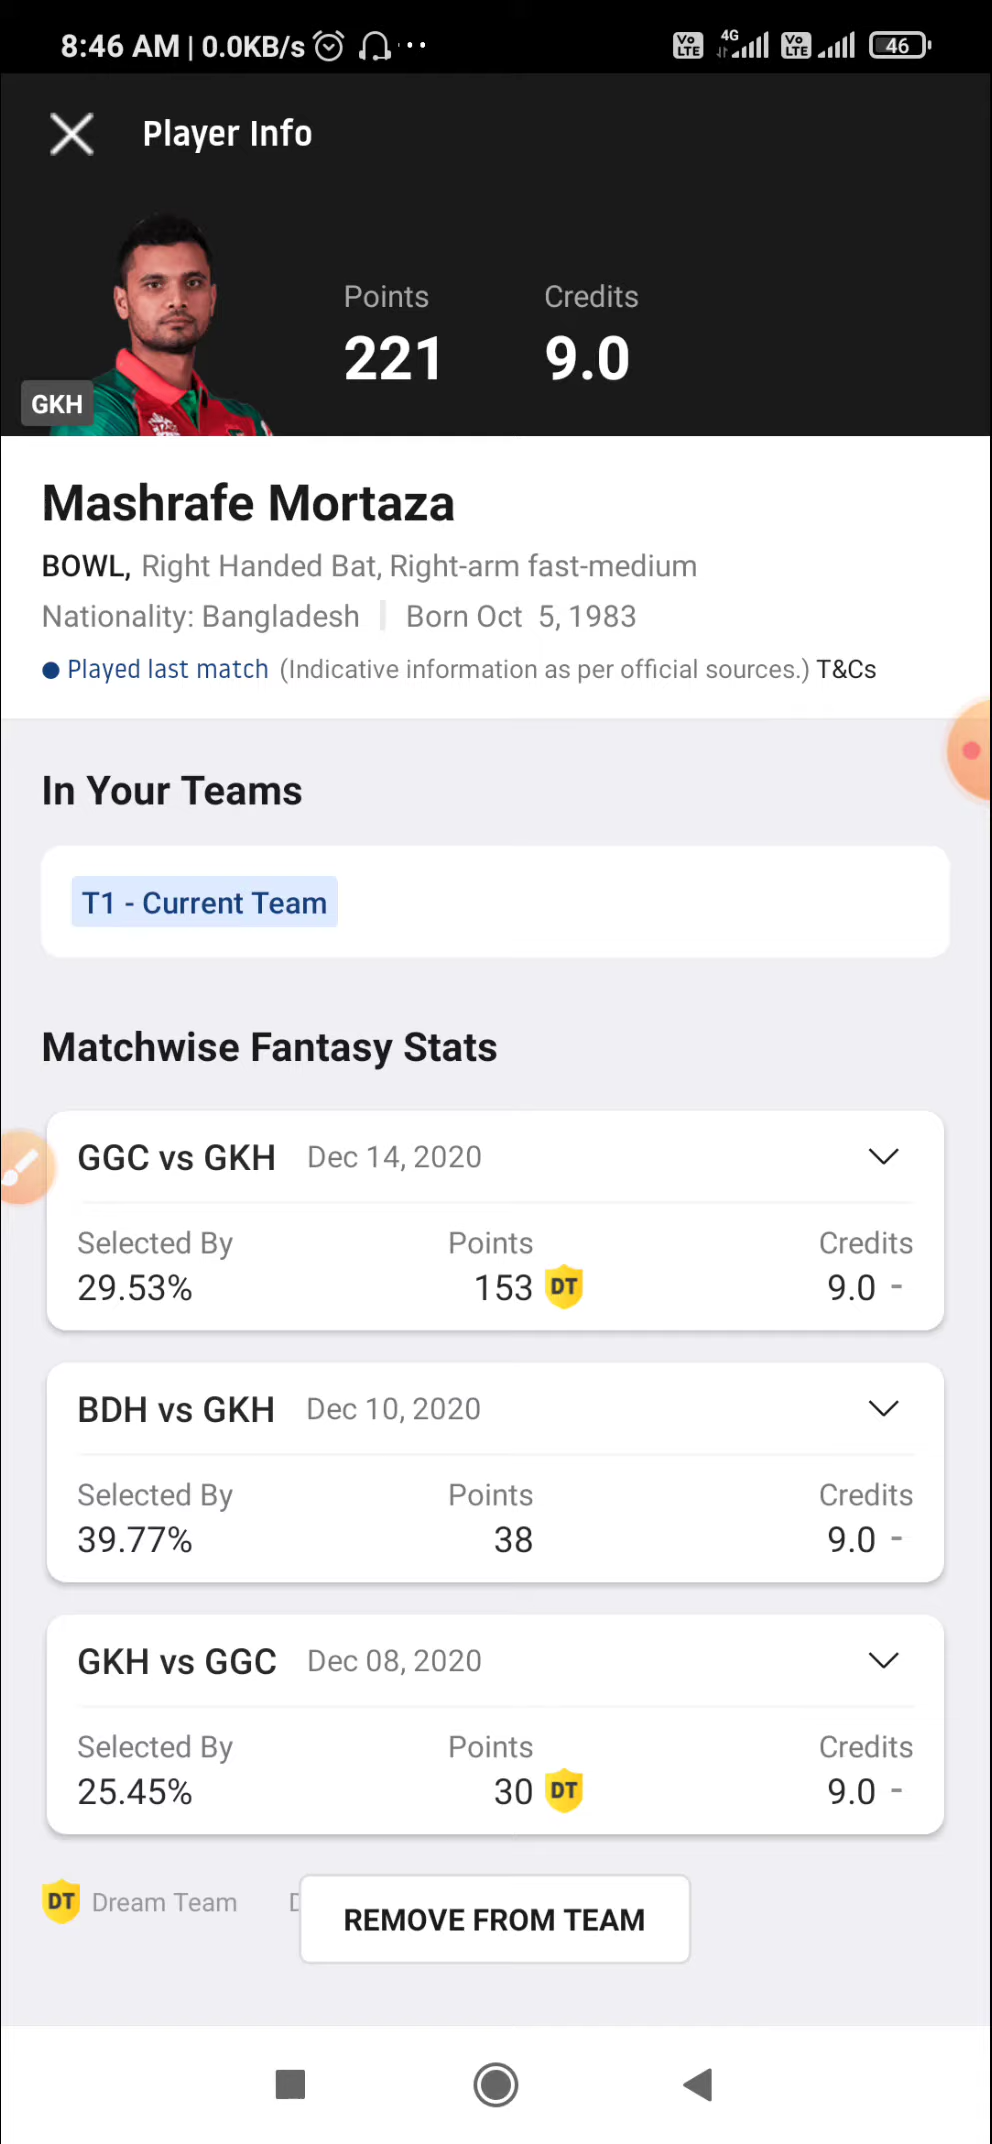 8:46 AM | 0.0KB/s
Vo LTE 4G Vo LTE 46
Player Info
Points Credits
221 9.0
GKH
Mashrafe Mortaza
BOWL, Right Handed Bat, Right-arm fast-medium
Nationality: Bangladesh | Born Oct 5, 1983
Played last match (Indicative information as per official sources.) T&Cs
In Your Teams
T1 - Current Team
Matchwise Fantasy Stats
GGC vs GKH Dec 14, 2020
Selected By Points Credits
29.53% 153 DT 9.0 -
BDH vs GKH Dec 10, 2020
Selected By Points Credits
39.77% 38 9.0 -
GKH vs GGC Dec 08, 2020
Selected By Points Credits
25.45% 30 DT 9.0 -
DT Dream Team
REMOVE FROM TEAM